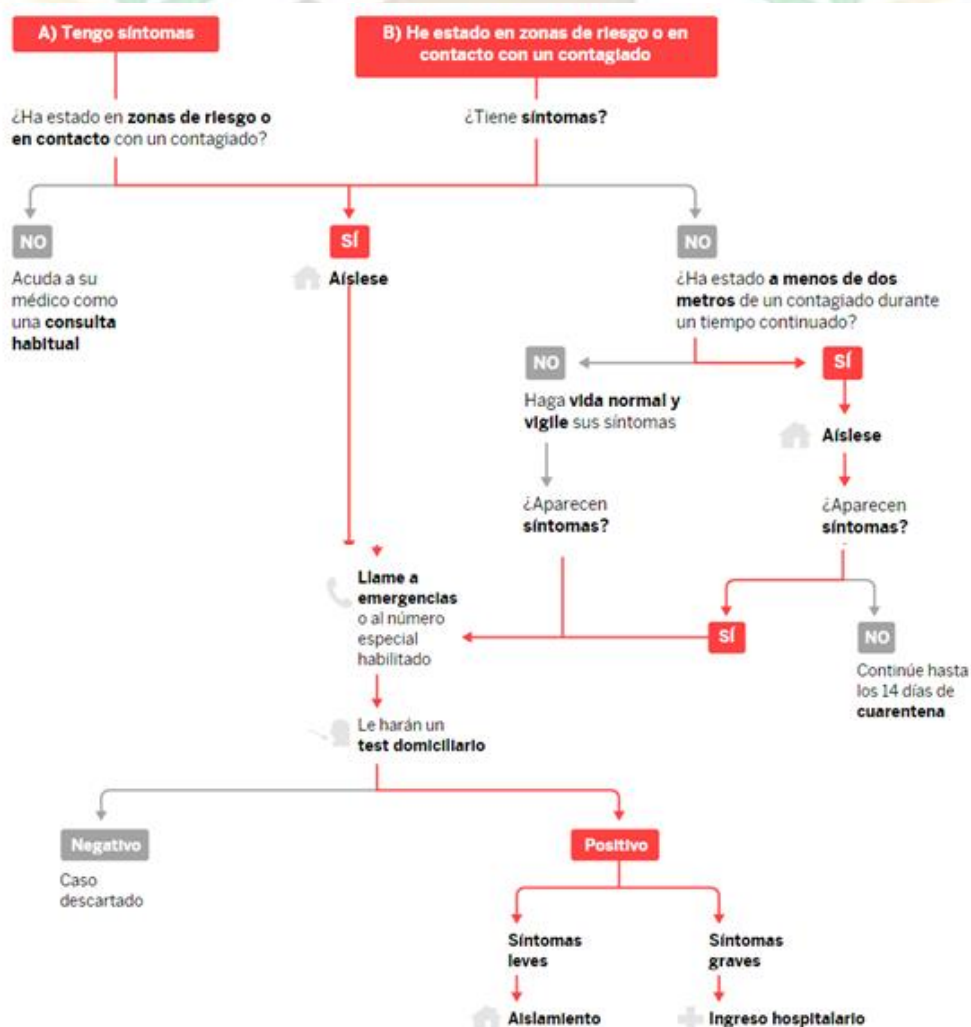 A) Tengo síntomas
B) He estado en zonas de riesgo o en
contacto con un contagiado
¿Ha estado en zonas de riesgo o
en contacto con un contagiado?
¿Tiene síntomas?
NO
Acuda a su
médico como
una consulta
habitual
SÍ
Aíslese
NO
¿Ha estado a menos de dos
metros de un contagiado durante
un tiempo continuado?
NO
Haga vida normal y
vigile sus síntomas
SÍ
Aíslese
¿Aparecen
síntomas?
¿Aparecen
síntomas?
Llame a
emergencias
o al número
especial
habilitado
SÍ
NO
Continúe hasta
los 14 días de
cuarentena
Le harán un
test domiciliario
Negativo
Caso
descartado
Positivo
Síntomas
leves
Síntomas
graves
Aislamiento
Ingreso hospitalario